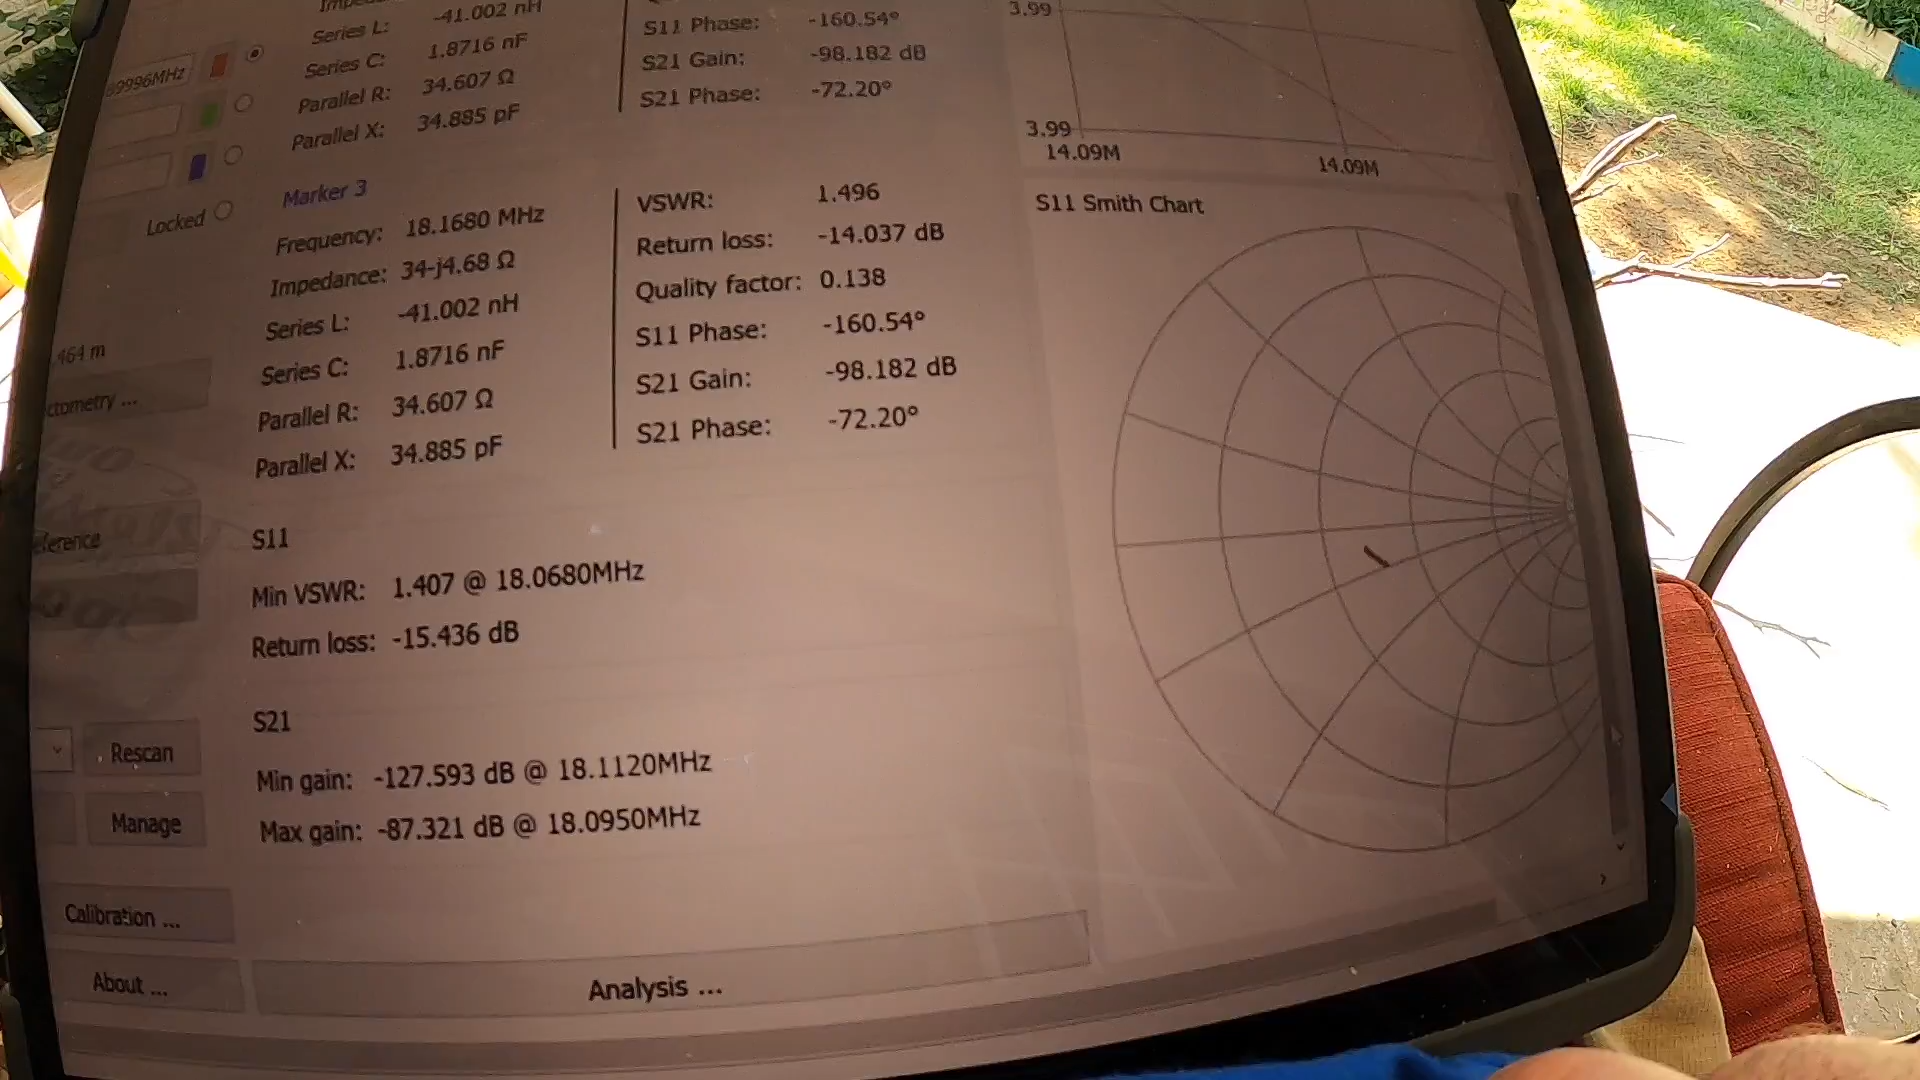 Series L: -41.002 nH
Series C: 1.8716 nF
Parallel R: 34.607 Ω
Parallel X: 34.885 pF
S11 Phase: -160.54°
S21 Gain: -98.182 dB
S21 Phase: -72.20°
3.99
3.99
14.09M 14.09M
9996MHz
Locked
464 m
ctometry ...
eference
Marker 3
Frequency: 18.1680 MHz
Impedance: 34-j4.68 Ω
Series L: -41.002 nH
Series C: 1.8716 nF
Parallel R: 34.607 Ω
Parallel X: 34.885 pF
VSWR: 1.496
Return loss: -14.037 dB
Quality factor: 0.138
S11 Phase: -160.54°
S21 Gain: -98.182 dB
S21 Phase: -72.20°
S11 Smith Chart
S11
Min VSWR: 1.407 @ 18.0680MHz
Return loss: -15.436 dB
S21
Min gain: -127.593 dB @ 18.1120MHz
Max gain: -87.321 dB @ 18.0950MHz
Rescan
Manage
Calibration ...
About ...
Analysis ...